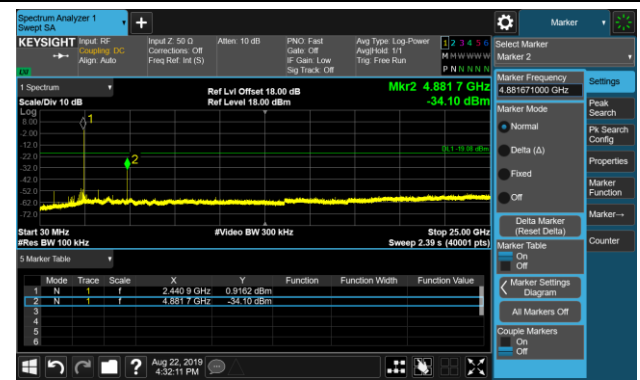 Spectrum Analyzer 1
Swept SA
+
Marker
KEYSIGHT
Input: RF
Coupling: DC
Align: Auto
Input Z: 50 Ω
Corrections: Off
Freq Ref: Int (S)
Atten: 10 dB
PNO: Fast
Gate: Off
IF Gain: Low
Sig Track: Off
Avg Type: Log-Power
Avg|Hold: 1/1
Trig: Free Run
1 2 3 4 5 6
M W W W W W
P N N N N N
Select Marker
Marker 2
1 Spectrum
Scale/Div 10 dB
Log
Ref Lvl Offset 18.00 dB
Ref Level 18.00 dBm
Mkr2 4.881 7 GHz
-34.10 dBm
8.00
-2.00
-12.0
-22.0
-32.0
-42.0
-52.0
-62.0
-72.0
1
2
DL1 -19.08 dBm
Start 30 MHz
#Res BW 100 kHz
#Video BW 300 kHz
Stop 25.00 GHz
Sweep 2.39 s (40001 pts)
5 Marker Table
Mode Trace Scale X Y Function Function Width Function Value
1 N 1 f 2.440 9 GHz 0.9162 dBm
2 N 1 f 4.881 7 GHz -34.10 dBm
3
4
5
6
Marker Frequency
4.881671000 GHz
Marker Mode
Normal
Delta (Δ)
Fixed
Off
Delta Marker
(Reset Delta)
Marker Table
On
Off
Marker Settings
Diagram
All Markers Off
Couple Markers
On
Off
Settings
Peak
Search
Pk Search
Config
Properties
Marker
Function
Marker→
Counter
?
Aug 22, 2019
4:32:11 PM